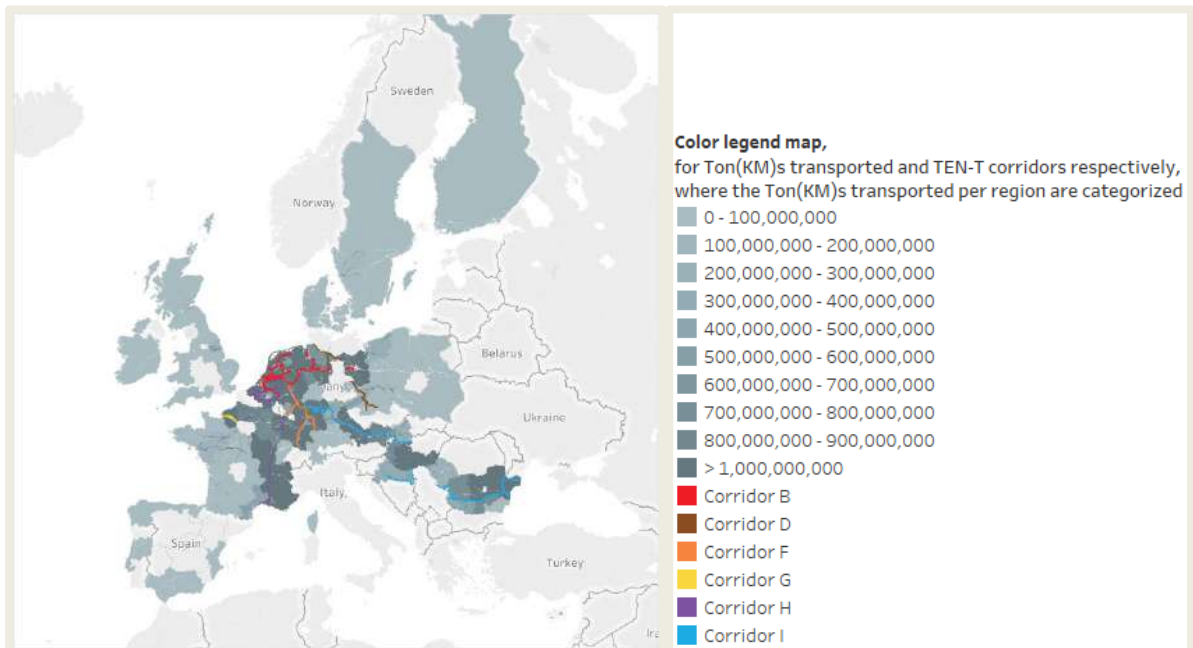 Sweden
Norway
Belarus
many
Ukraine
Italy
Spain
Turkey
Ira
Color legend map,
for Ton(KM)s transported and TEN-T corridors respectively,
where the Ton(KM)s transported per region are categorized
0 - 100,000,000
100,000,000 - 200,000,000
200,000,000 - 300,000,000
300,000,000 - 400,000,000
400,000,000 - 500,000,000
500,000,000 - 600,000,000
600,000,000 - 700,000,000
700,000,000 - 800,000,000
800,000,000 - 900,000,000
> 1,000,000,000
Corridor B
Corridor D
Corridor F
Corridor G
Corridor H
Corridor I